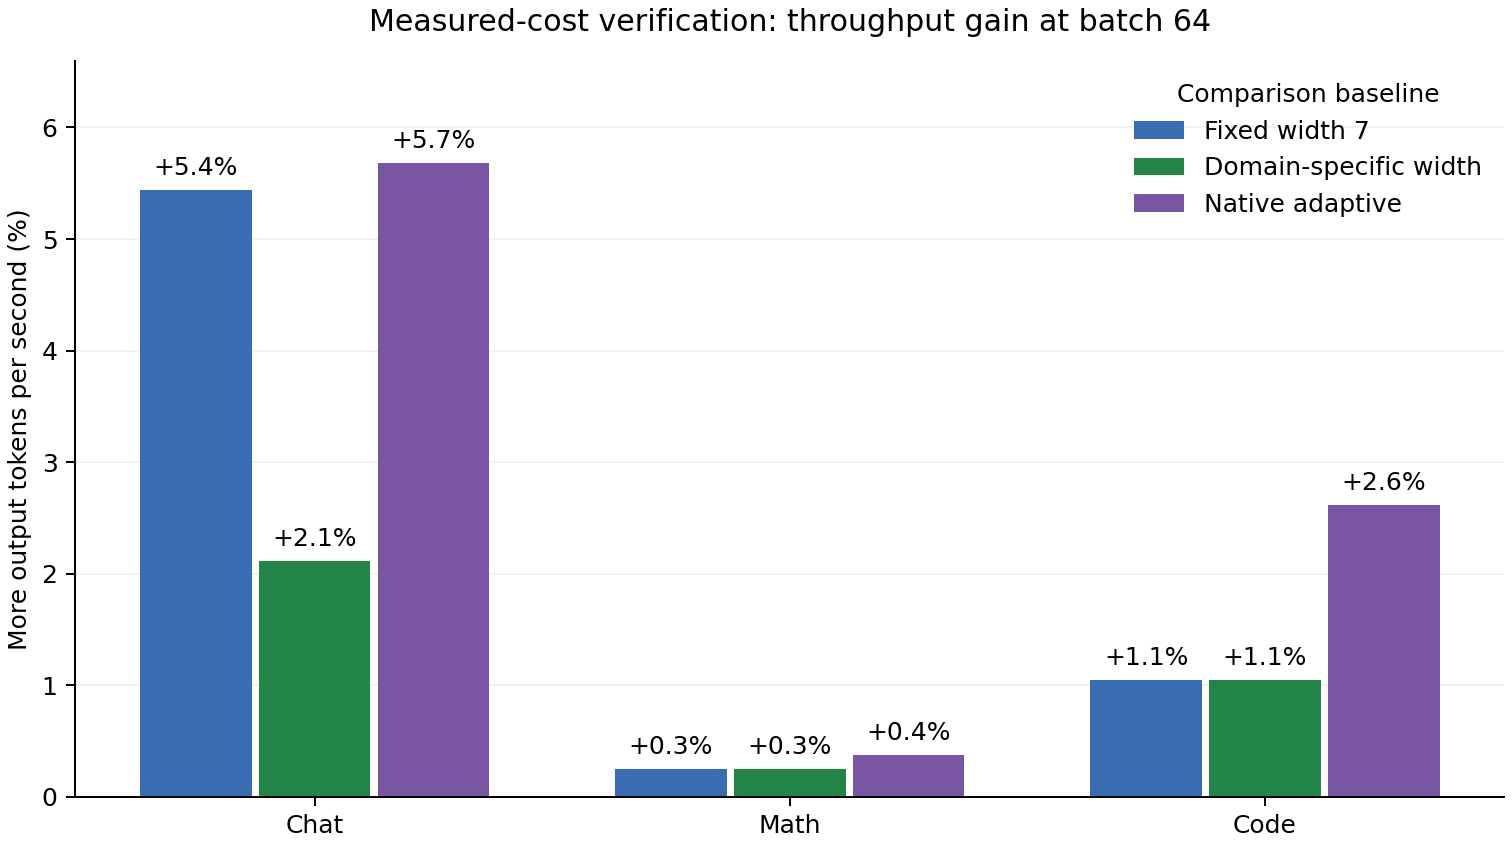 Measured-cost verification: throughput gain at batch 64
More output tokens per second (%)
6
5
4
3
2
1
0
Comparison baseline
Fixed width 7
Domain-specific width
Native adaptive
+5.4%
+2.1%
+5.7%
+0.3%
+0.3%
+0.4%
+1.1%
+1.1%
+2.6%
Chat
Math
Code